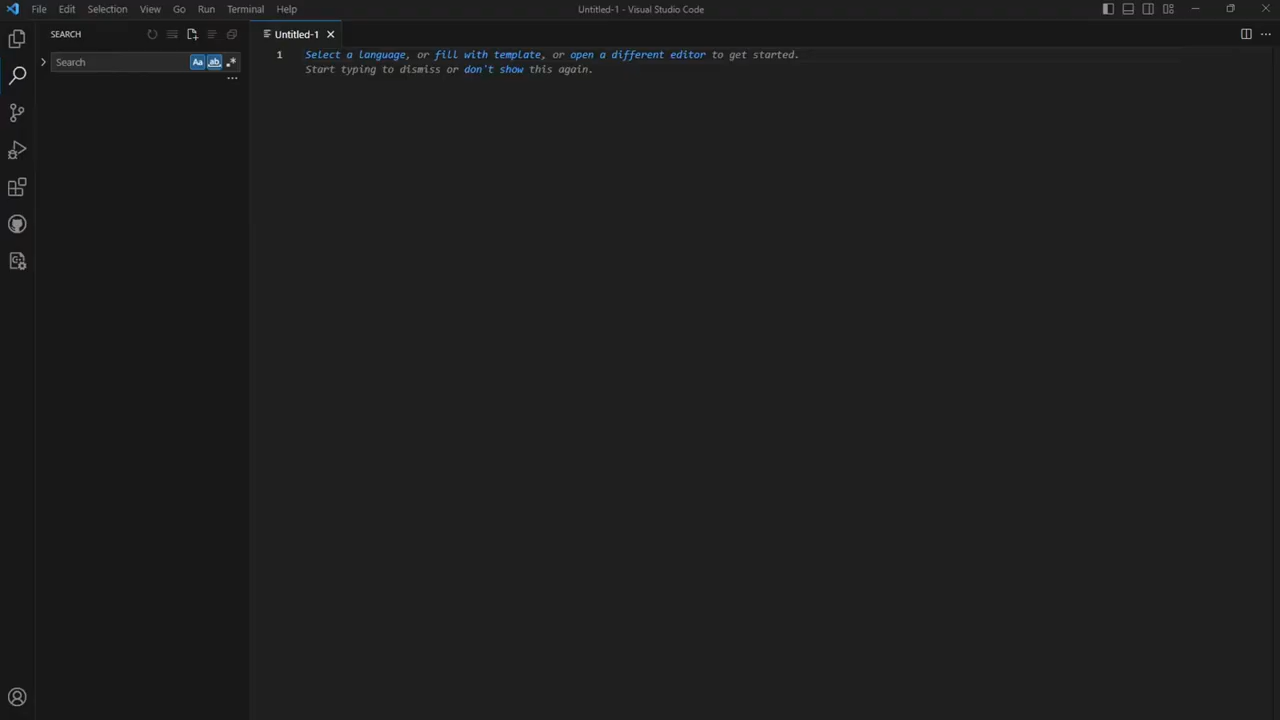 File Edit Selection View Go Run Terminal Help
Untitled-1 - Visual Studio Code
SEARCH
Untitled-1
Search
Aa
ab
1
Select a language, or fill with template, or open a different editor to get started.
Start typing to dismiss or don't show this again.